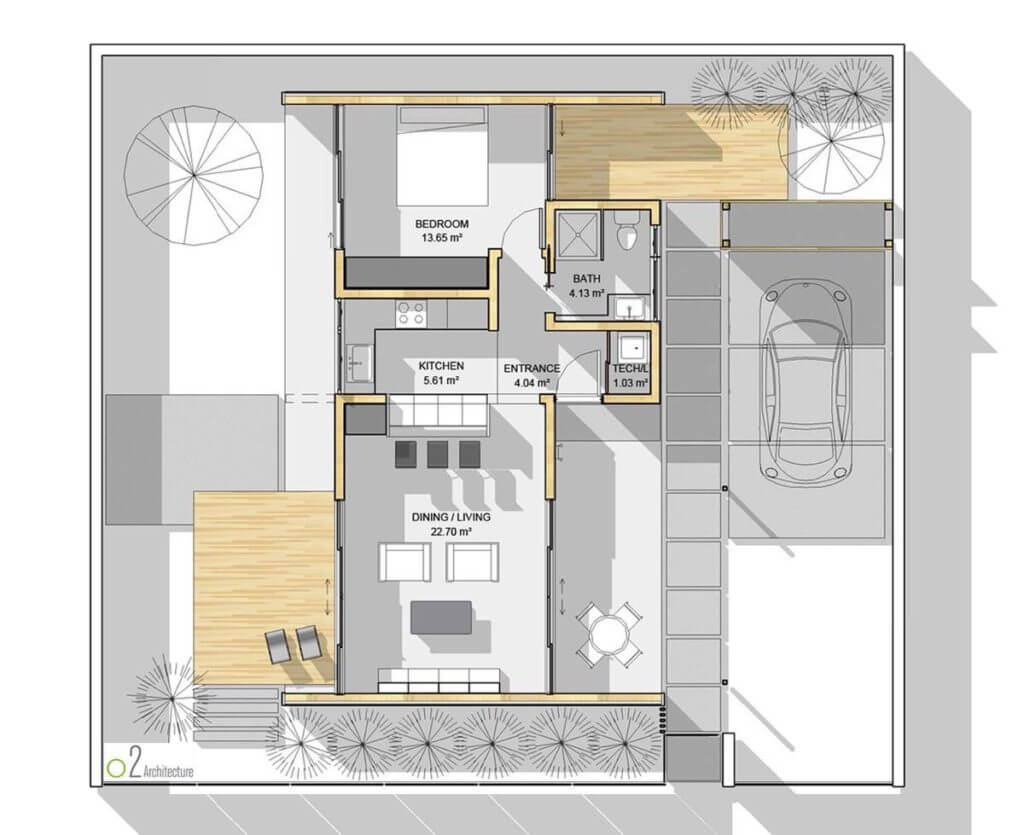 BEDROOM
13.65 m²
BATH
4.13 m²
KITCHEN
5.61 m²
ENTRANCE
4.04 m²
TECH/L
1.03 m²
DINING / LIVING
22.70 m²
O2 Architecture